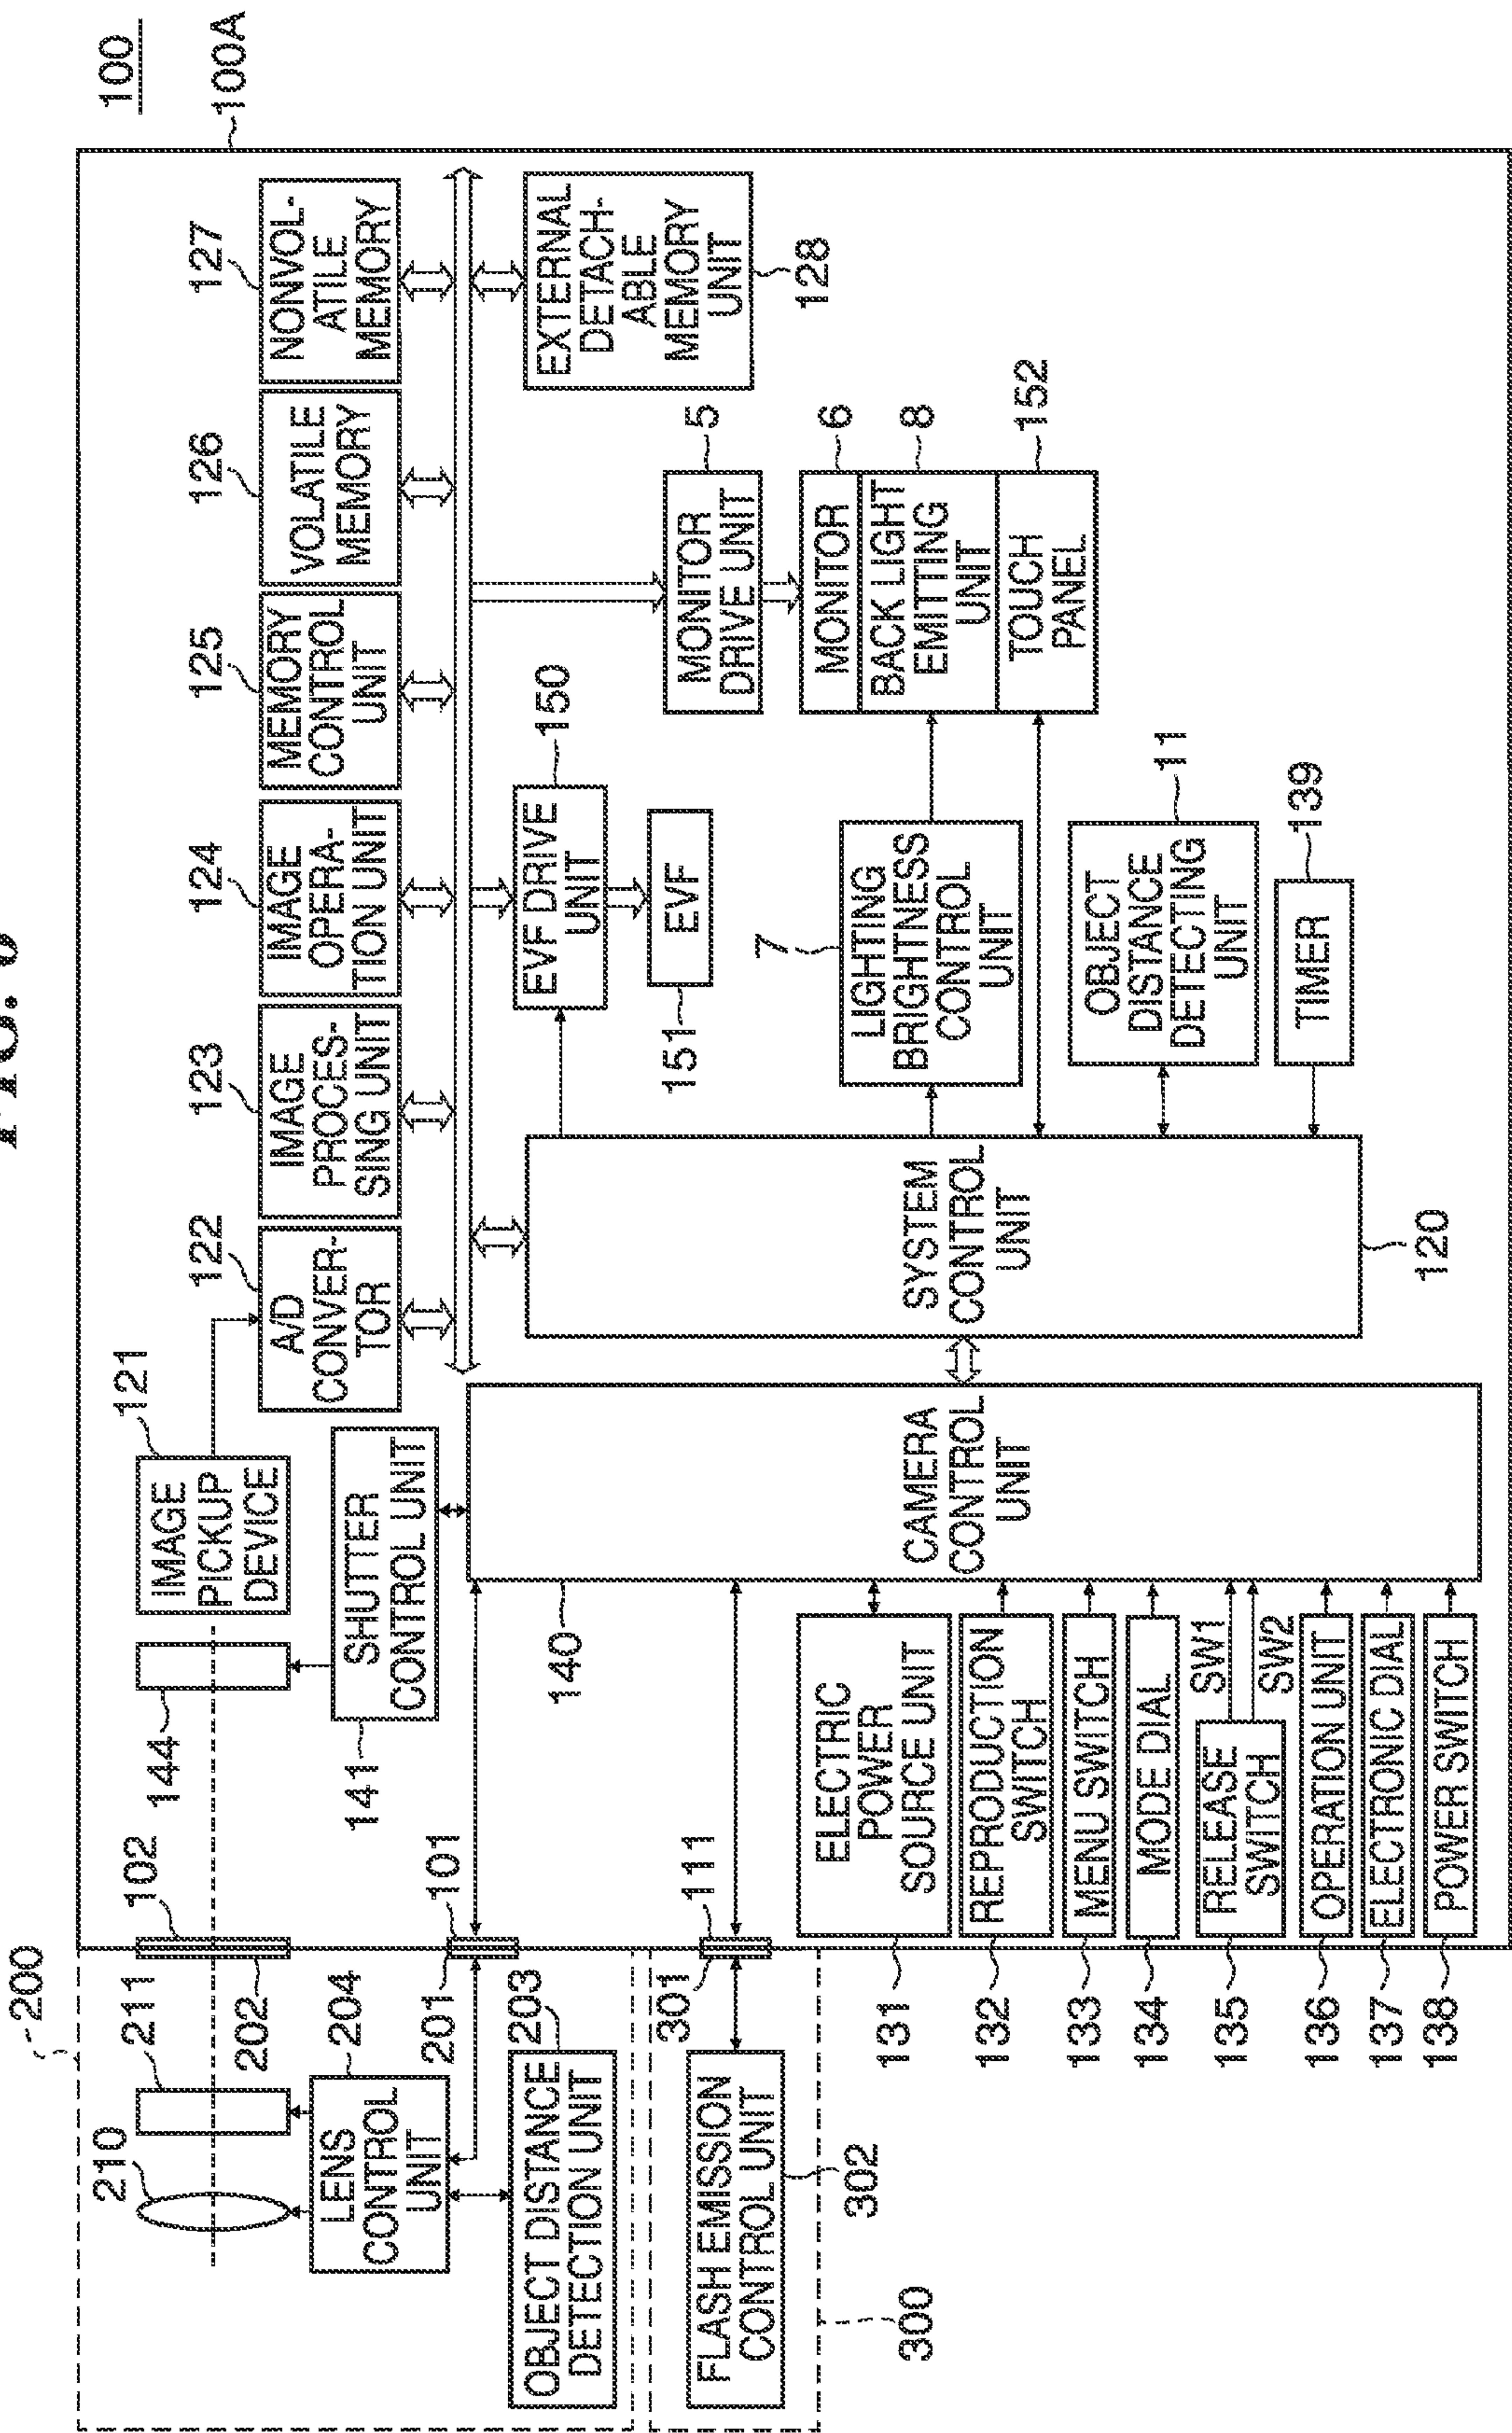 100
100A
200
210
211
102
144
121
IMAGE
PICKUP
DEVICE
122
A/D
CONVER-
TOR
123
IMAGE
PROCES-
SING UNIT
124
IMAGE
OPERA-
TION UNIT
125
MEMORY
CONTROL
UNIT
126
VOLATILE
MEMORY
127
NONVOL-
ATILE
MEMORY
202
204
LENS
CONTROL
UNIT
141
SHUTTER
CONTROL UNIT
201
101
203
OBJECT DISTANCE
DETECTION UNIT
140
CAMERA
CONTROL
UNIT
SYSTEM
CONTROL
UNIT
120
EVF DRIVE
UNIT
150
EVF
151
EXTERNAL
DETACH-
ABLE
MEMORY
UNIT
128
301
111
FLASH EMISSION
CONTROL UNIT
302
300
MONITOR
DRIVE UNIT
5
MONITOR
6
BACK LIGHT
EMITTING
UNIT
8
TOUCH
PANEL
152
7
LIGHTING
BRIGHTNESS
CONTROL
UNIT
OBJECT
DISTANCE
DETECTING
UNIT
11
TIMER
139
131
ELECTRIC
POWER
SOURCE UNIT
132
REPRODUCTION
SWITCH
133
MENU SWITCH
134
MODE DIAL
135
RELEASE
SWITCH
SW1
SW2
136
OPERATION UNIT
137
ELECTRONIC DIAL
138
POWER SWITCH